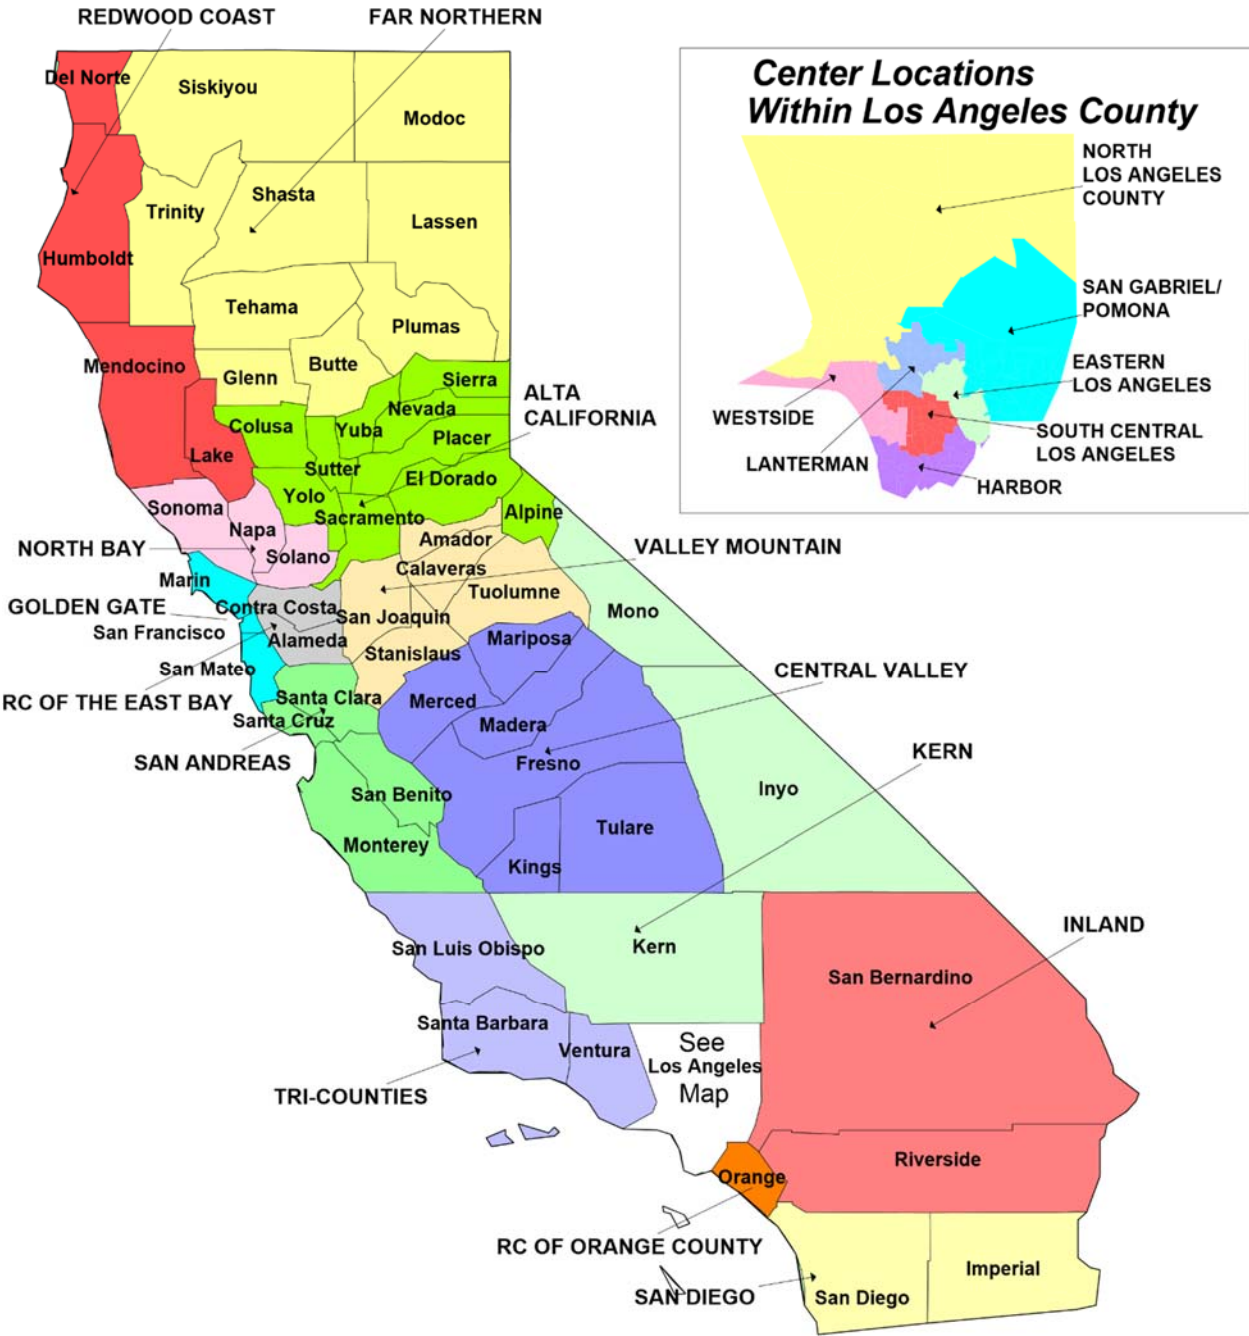 REDWOOD COAST
FAR NORTHERN
Del Norte
Siskiyou
Modoc
Shasta
Trinity
Lassen
Humboldt
Tehama
Plumas
Mendocino
Butte
Glenn
Sierra
ALTA
CALIFORNIA
Nevada
Colusa
Yuba
Placer
Lake
Sutter
El Dorado
Yolo
Sonoma
Sacramento
Alpine
Napa
Amador
NORTH BAY
Solano
VALLEY MOUNTAIN
Calaveras
Marin
Tuolumne
GOLDEN GATE
Contra Costa
San Joaquin
Mono
San Francisco
Alameda
Mariposa
Stanislaus
San Mateo
CENTRAL VALLEY
RC OF THE EAST BAY
Santa Clara
Merced
Santa Cruz
Madera
KERN
SAN ANDREAS
Fresno
Inyo
San Benito
Tulare
Monterey
Kings
INLAND
San Luis Obispo
Kern
San Bernardino
Santa Barbara
Ventura
See
Los Angeles
Map
TRI-COUNTIES
Riverside
Orange
RC OF ORANGE COUNTY
Imperial
SAN DIEGO
San Diego
Center Locations
Within Los Angeles County
NORTH
LOS ANGELES
COUNTY
SAN GABRIEL/
POMONA
EASTERN
LOS ANGELES
WESTSIDE
SOUTH CENTRAL
LOS ANGELES
LANTERMAN
HARBOR